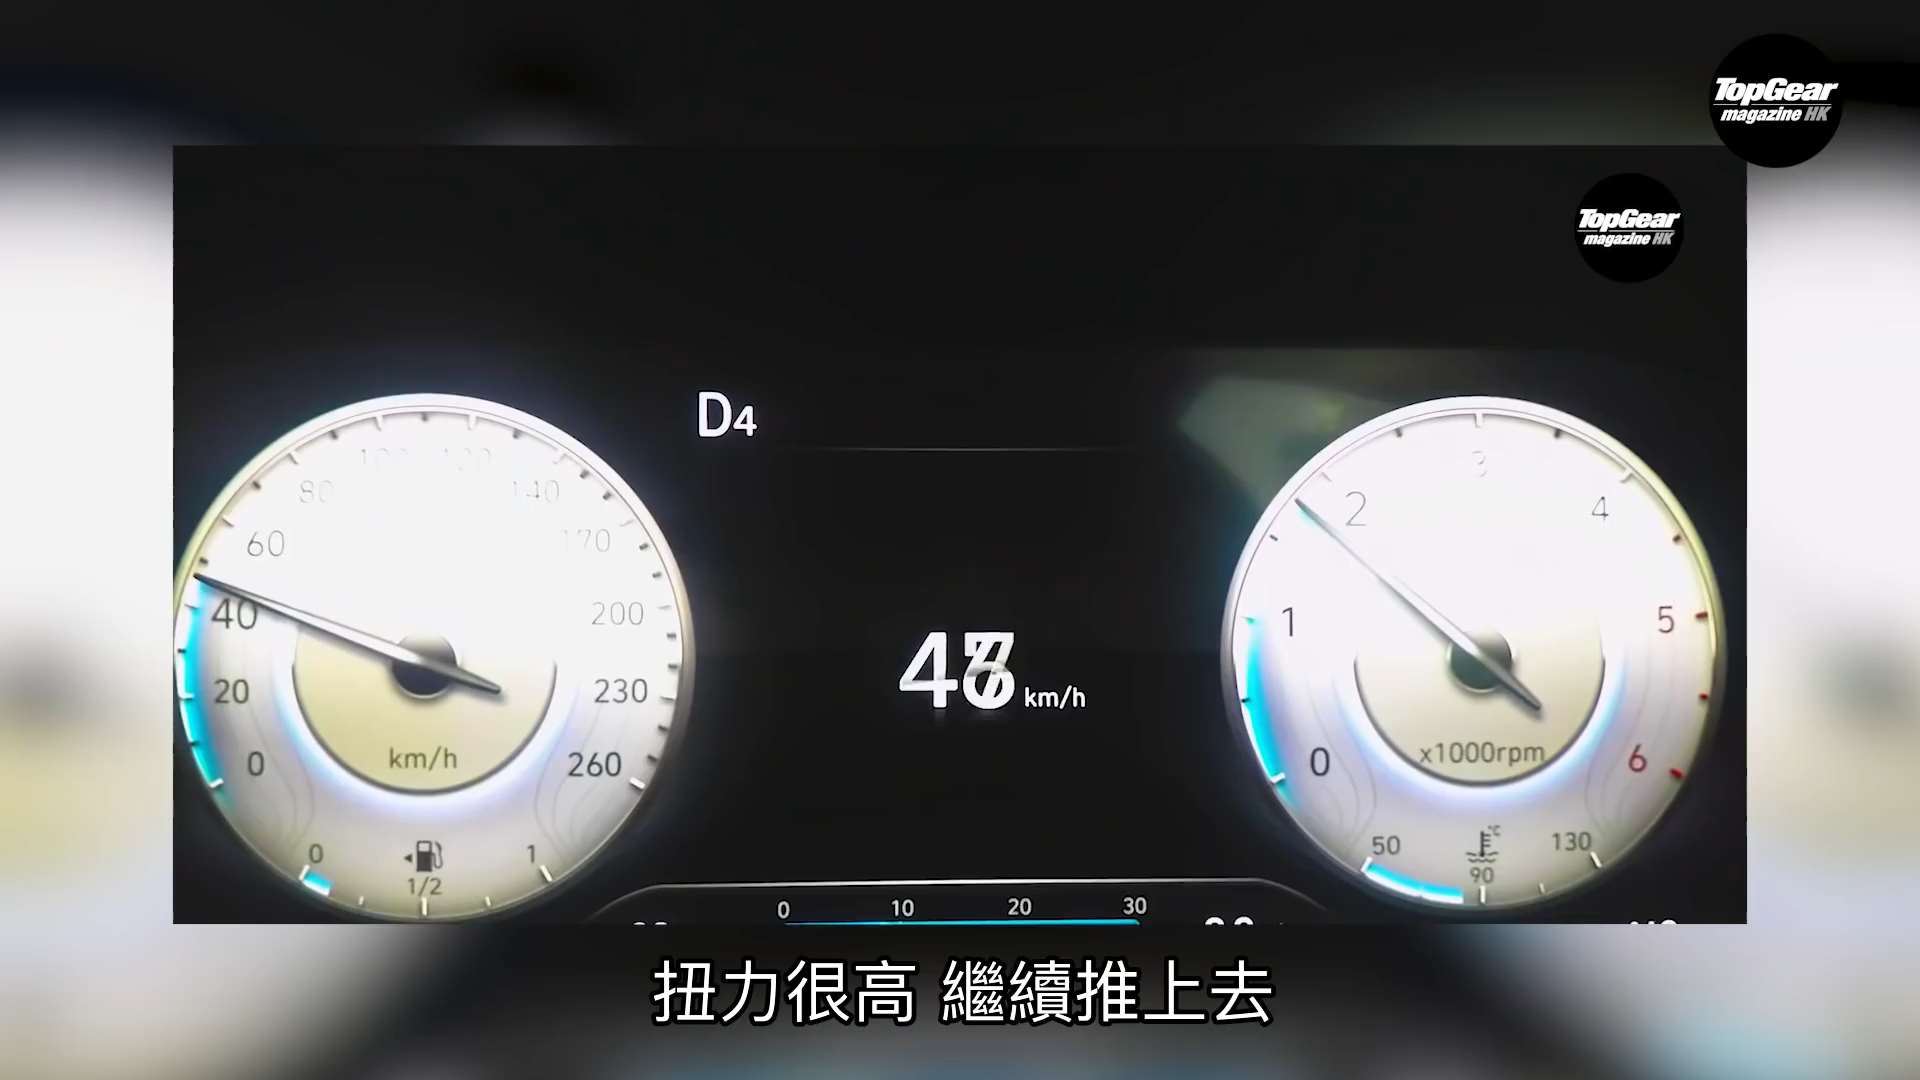 TopGear
magazine HK
TopGear
magazine HK
D4
100 120
80 140
60 170
40 200
20 230
0 260
km/h
0 1/2 1
km/h
3
2 4
1 5
0 6
x1000rpm
50 °C 130
90
0 10 20 30
扭力很高 繼續推上去